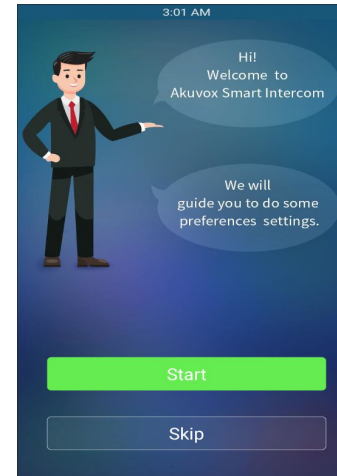 3:01 AM
Hi!
Welcome to
Akuvox Smart Intercom
We will
guide you to do some
preferences settings.
Start
Skip